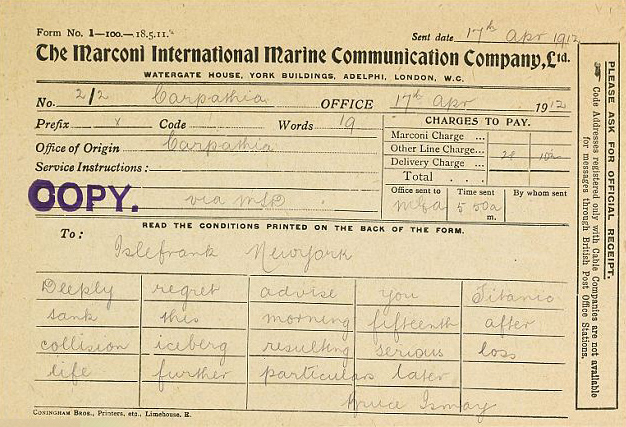 Form No. 1—100.—18.5.11.
Sent date 17th Apr 1912
The Marconi International Marine Communication Company, Ltd.
WATERGATE HOUSE, YORK BUILDINGS, ADELPHI, LONDON, W.C.
No. 2/2 Carpathia OFFICE 17th Apr 1912
Prefix x Code Words 19
Office of Origin Carpathia
Service Instructions:
COPY.
via
CHARGES TO PAY.
Marconi Charge ...
Other Line Charge ...
Delivery Charge ...
Total ...
Office sent to Time sent By whom sent
m.
READ THE CONDITIONS PRINTED ON THE BACK OF THE FORM.
To: Islefrank Newyork
Deeply regret advise you Titanic
sank this morning fifteenth after
collision iceberg resulting serious loss
life further particulars later
Bruce Ismay
CONINGHAM BROS., Printers, etc., Limehouse. E.
PLEASE ASK FOR OFFICIAL RECEIPT.
Code Addresses registered only with Cable Companies are not available
for messages through British Post Office Stations.